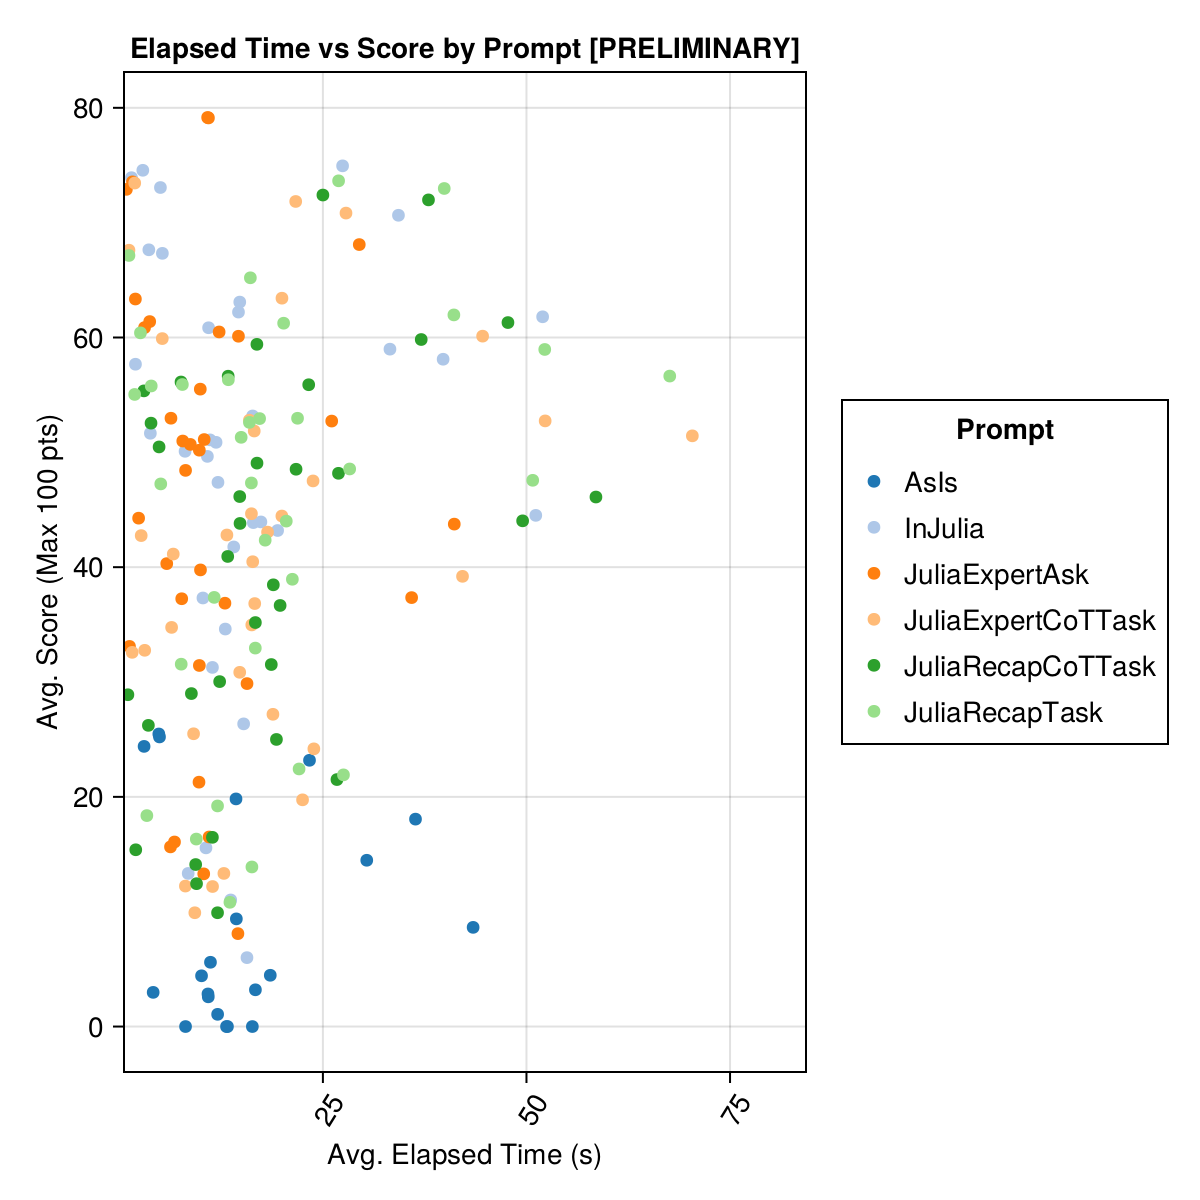 Elapsed Time vs Score by Prompt [PRELIMINARY]
Avg. Score (Max 100 pts)
80
60
40
20
0
25
50
75
Avg. Elapsed Time (s)
Prompt
AsIs
InJulia
JuliaExpertAsk
JuliaExpertCoTTask
JuliaRecapCoTTask
JuliaRecapTask